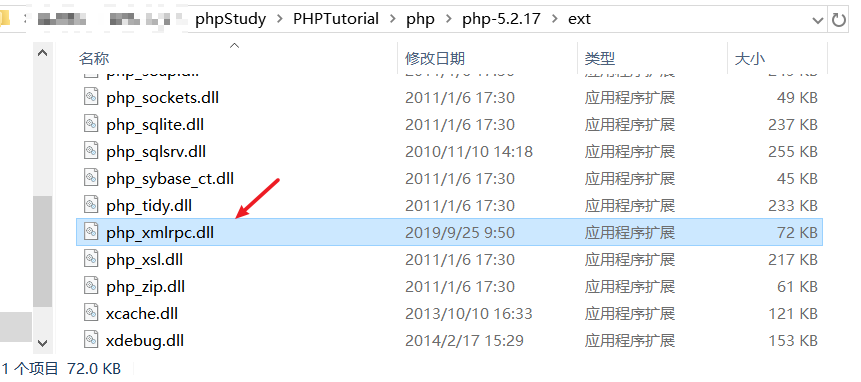 phpStudy > PHPTutorial > php > php-5.2.17 > ext
名称 修改日期 类型 大小
php_sockets.dll 2011/1/6 17:30 应用程序扩展 49 KB
php_sqlite.dll 2011/1/6 17:30 应用程序扩展 237 KB
php_sqlsrv.dll 2010/11/10 14:18 应用程序扩展 255 KB
php_sybase_ct.dll 2011/1/6 17:30 应用程序扩展 45 KB
php_tidy.dll 2011/1/6 17:30 应用程序扩展 233 KB
php_xmlrpc.dll 2019/9/25 9:50 应用程序扩展 72 KB
php_xsl.dll 2011/1/6 17:30 应用程序扩展 217 KB
php_zip.dll 2011/1/6 17:30 应用程序扩展 61 KB
xcache.dll 2013/10/10 16:33 应用程序扩展 121 KB
xdebug.dll 2014/2/17 15:29 应用程序扩展 153 KB
1 个项目 72.0 KB